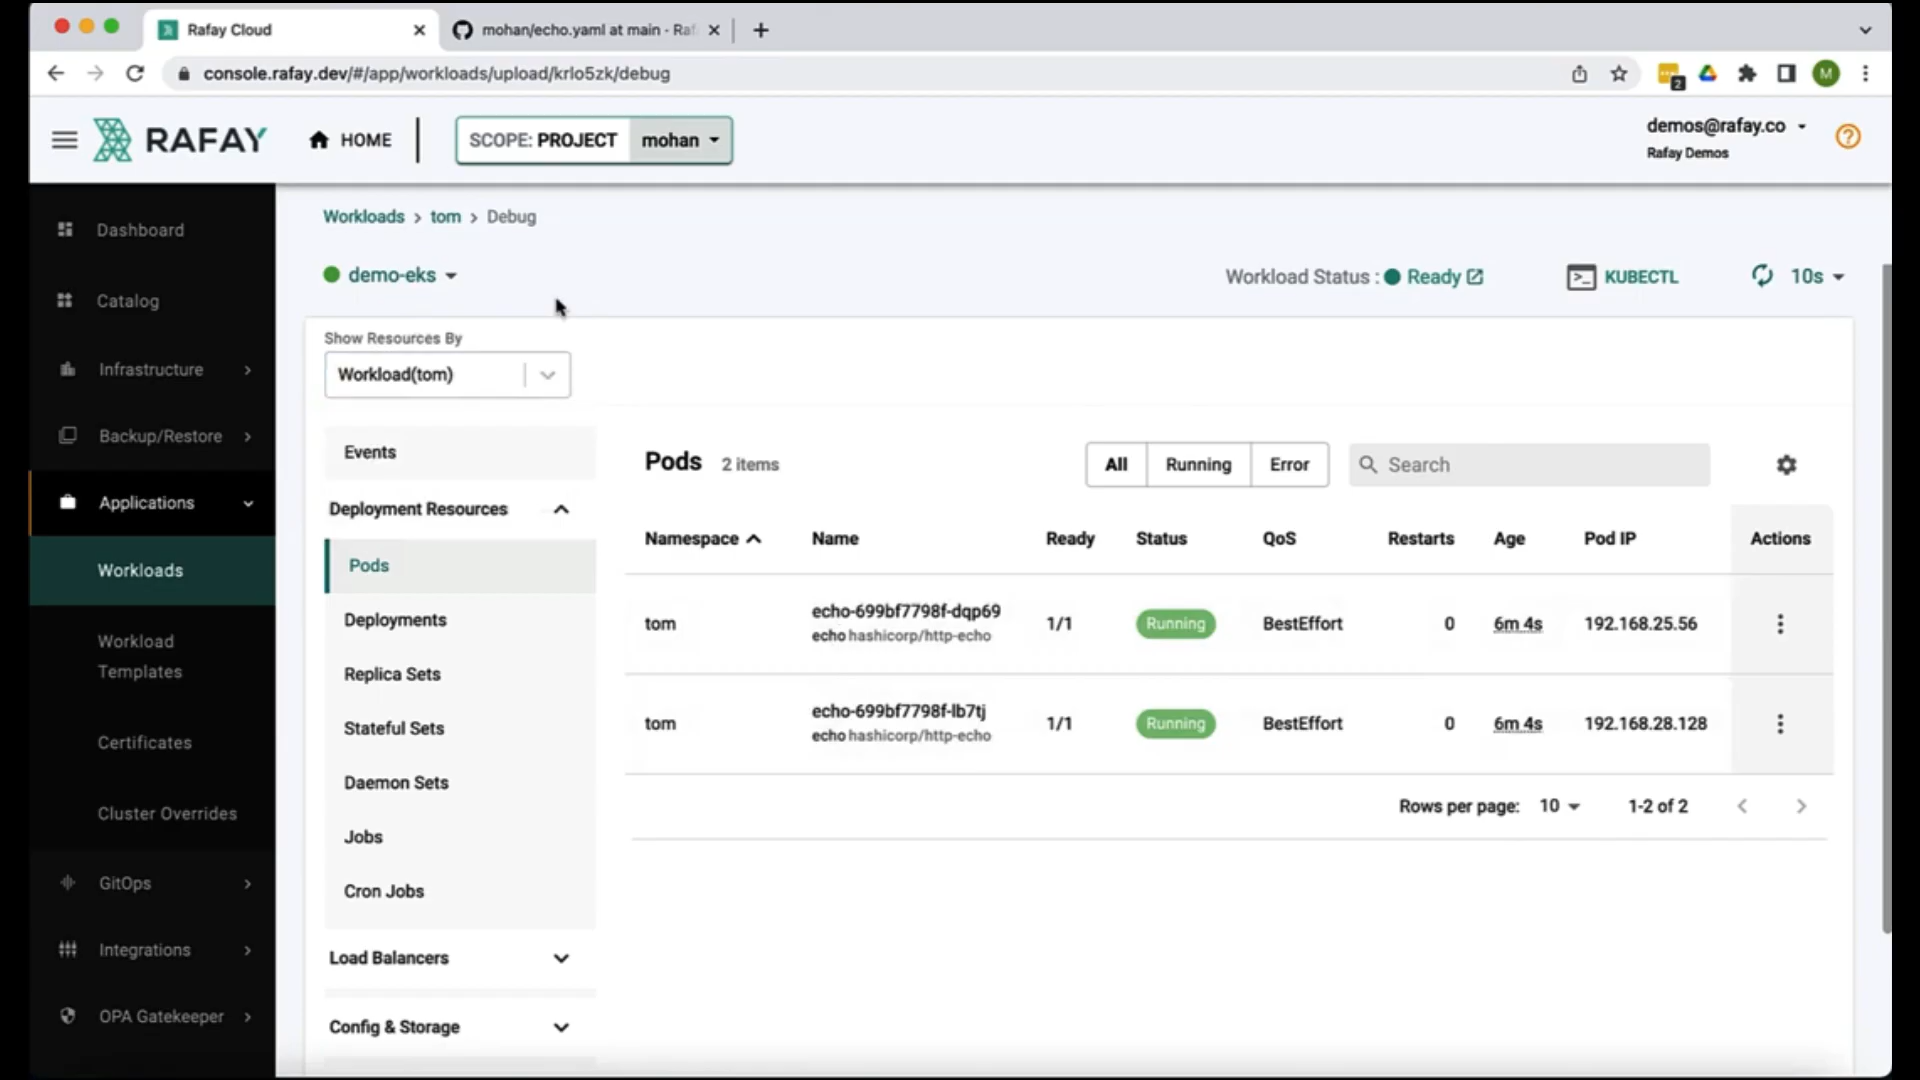 Rafay Cloud
mohan/echo.yaml at main - Raf
console.rafay.dev/#/app/workloads/upload/krlo5zk/debug
2
M
RAFAY
HOME
SCOPE: PROJECT mohan
demos@rafay.co
Rafay Demos
?
Dashboard
Catalog
Infrastructure
Backup/Restore
Applications
Workloads
Workload
Templates
Certificates
Cluster Overrides
GitOps
Integrations
OPA Gatekeeper
Workloads > tom > Debug
demo-eks
Workload Status : Ready
KUBECTL
10s
Show Resources By
Workload(tom)
Events
Deployment Resources
Pods
Deployments
Replica Sets
Stateful Sets
Daemon Sets
Jobs
Cron Jobs
Load Balancers
Config & Storage
Pods 2 items
All Running Error
Search
Namespace Name Ready Status QoS Restarts Age Pod IP Actions
tom echo-699bf7798f-dqp69 1/1 Running BestEffort 0 6m 4s 192.168.25.56
echo hashicorp/http-echo
tom echo-699bf7798f-lb7tj 1/1 Running BestEffort 0 6m 4s 192.168.28.128
echo hashicorp/http-echo
Rows per page: 10 1-2 of 2